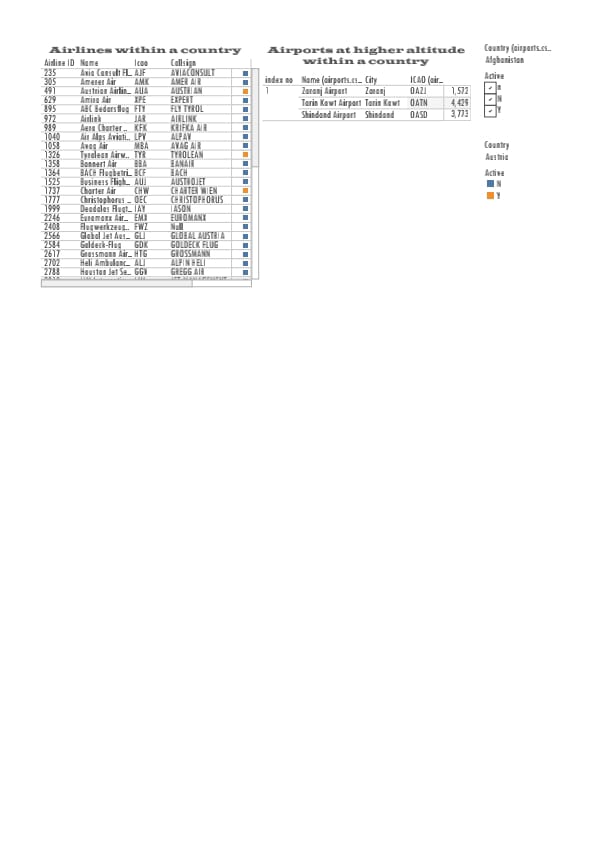 Airlines within a country
Airline ID Name Icao Callsign
235 Avia Consult Fl.. AJF AVIACONSULT
305 Amerer Air AMK AMER AIR
491 Austrian Airlin.. AUA AUSTRIAN
629 Amira Air XPE EXPERT
895 ABC Bedarsflug FTY FLY TYROL
972 Airlink JAR AIRLINK
989 Aera Charter .. KFK KRIFKA AIR
1040 Air Alps Aviati.. LPV ALPAV
1058 Avag Air MBA AVAG AIR
1326 Tyrolean Airw.. TYR TYROLEAN
1358 Bannert Air BBA BANAIR
1364 BACH Flugbetri.. BCF BACH
1525 Business Fligh.. AUJ AUSTROJET
1737 Charter Air CHW CHARTER WIEN
1777 Christophorus .. OEC CHRISTOPHORUS
1999 Deadalos Flugt.. IAY IASON
2246 Euromanx Air.. EMX EUROMANX
2408 Flugwerkzeug.. FWZ Null
2566 Global Jet Aus.. GLJ GLOBAL AUSTRIA
2584 Goldeck-Flug GDK GOLDECK FLUG
2617 Grossmann Air.. HTG GROSSMANN
2702 Heli Ambulanc.. ALJ ALPIN HELI
2788 Houston Jet Se.. GGV GREGG AIR
Airports at higher altitude
within a country
index no Name (airports.cs.. City ICAO (air..
1 Zaranj Airport Zaranj OAZJ 1,572
Tarin Kowt Airport Tarin Kowt OATN 4,429
Shindand Airport Shindand OASD 3,773
Country (airports.cs..
Afghanistan
Active
n
N
Y
Country
Austria
Active
N
Y